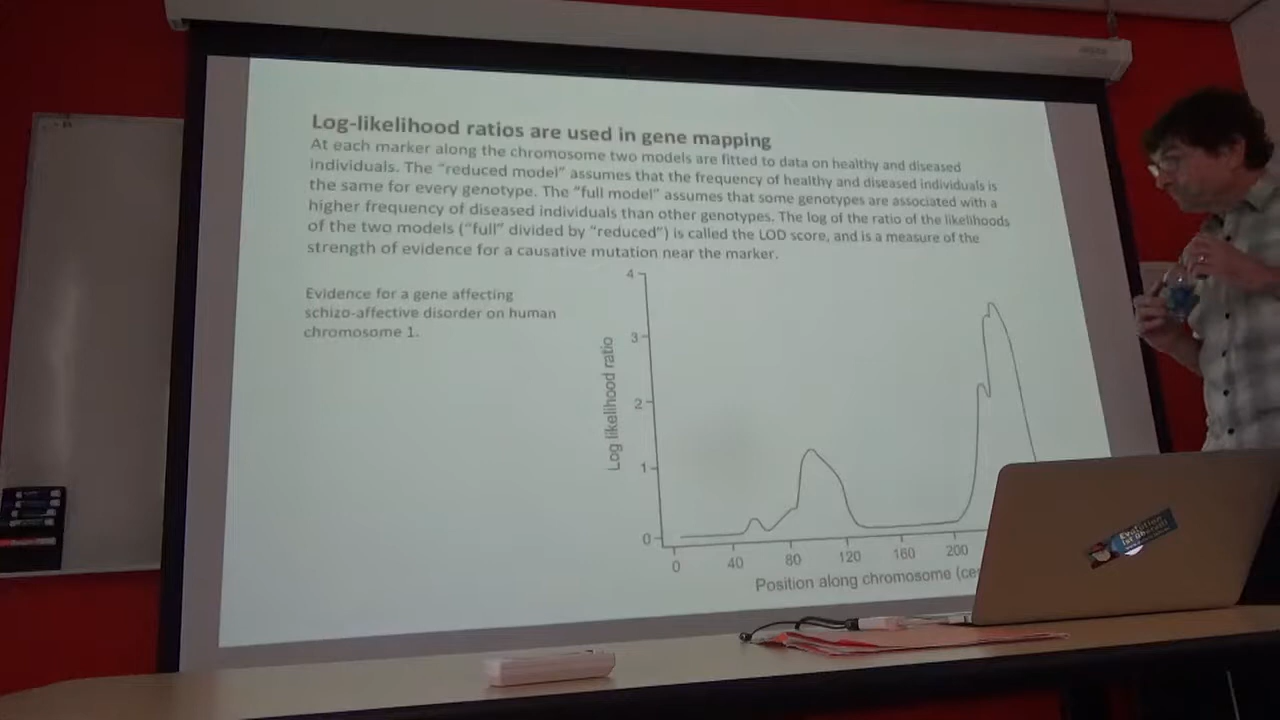 Log-likelihood ratios are used in gene mapping
At each marker along the chromosome two models are fitted to data on healthy and diseased
individuals. The “reduced model” assumes that the frequency of healthy and diseased individuals is
the same for every genotype. The “full model” assumes that some genotypes are associated with a
higher frequency of diseased individuals than other genotypes. The log of the ratio of the likelihoods
of the two models (“full” divided by “reduced”) is called the LOD score, and is a measure of the
strength of evidence for a causative mutation near the marker.
Evidence for a gene affecting
schizo-affective disorder on human
chromosome 1.
Log likelihood ratio
4
3
2
1
0
0 40 80 120 160 200
Position along chromosome (ce
Evolution
ist überall!